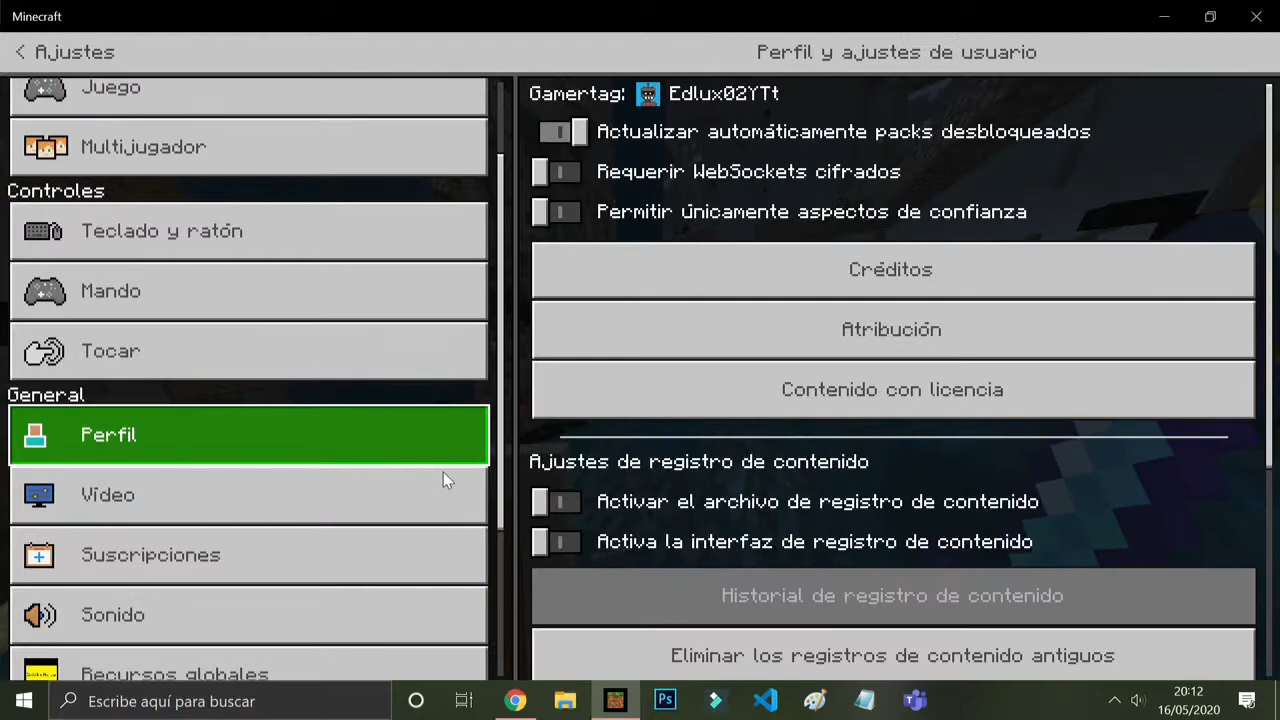 Minecraft
Ajustes
Perfil y ajustes de usuario
Juego
Multijugador
Controles
Teclado y ratón
Mando
Tocar
General
Perfil
Vídeo
Suscripciones
Sonido
Recursos globales
Gamertag: Edlux02YTt
Actualizar automáticamente packs desbloqueados
Requerir WebSockets cifrados
Permitir únicamente aspectos de confianza
Créditos
Atribución
Contenido con licencia
Ajustes de registro de contenido
Activar el archivo de registro de contenido
Activa la interfaz de registro de contenido
Historial de registro de contenido
Eliminar los registros de contenido antiguos
Escribe aquí para buscar
Ps
20:12
16/05/2020